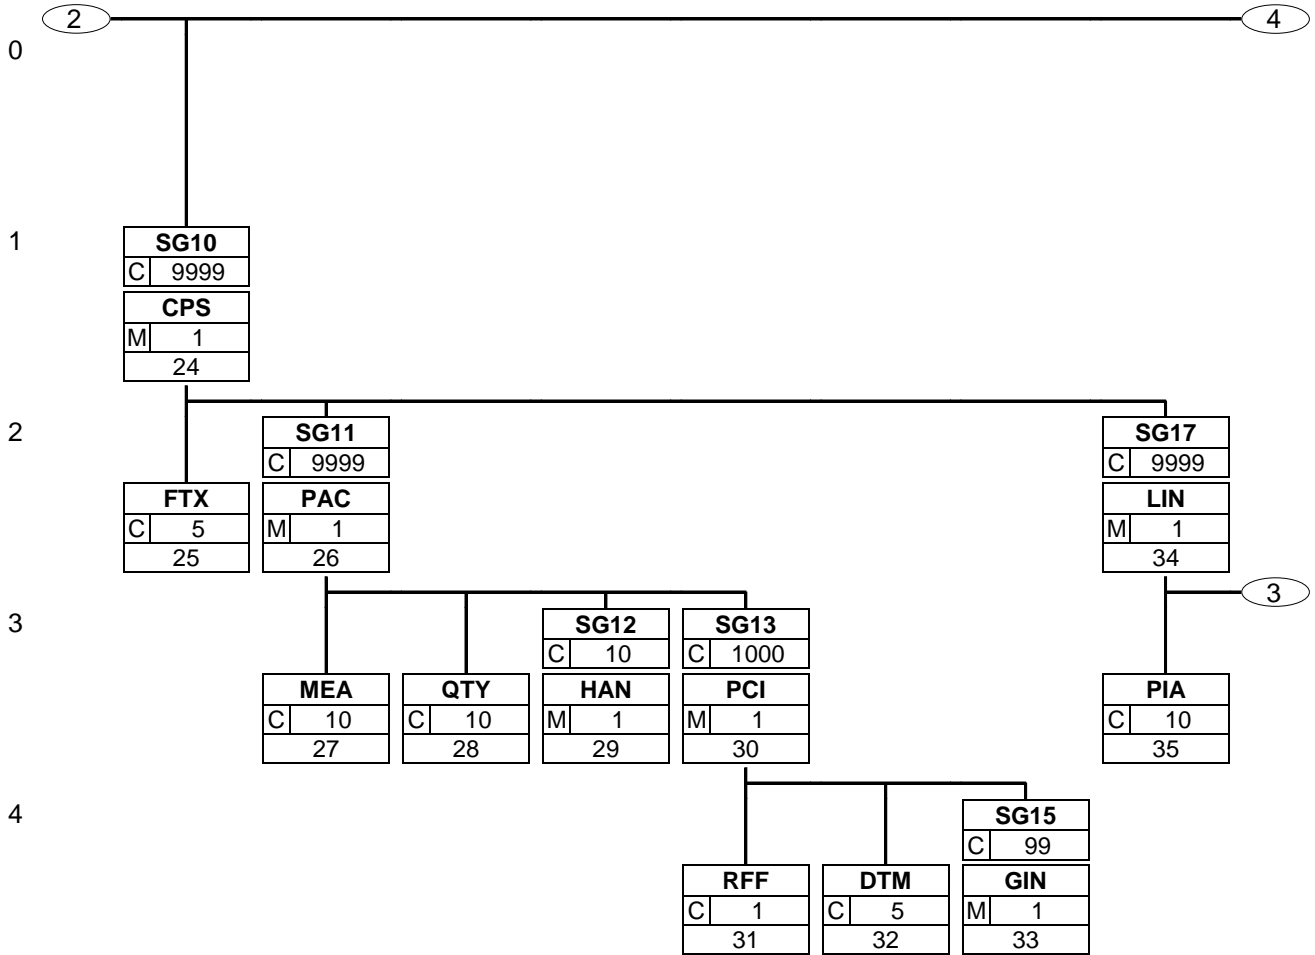 2 4
0
1
SG10
C 9999
CPS
M 1
24
2
SG11 SG17
C 9999 C 9999
FTX PAC LIN
C 5 M 1 M 1
25 26 34
3
3
SG12 SG13
C 10 C 1000
MEA QTY HAN PCI PIA
C 10 C 10 M 1 M 1 C 10
27 28 29 30 35
4
SG15
C 99
RFF DTM GIN
C 1 C 5 M 1
31 32 33